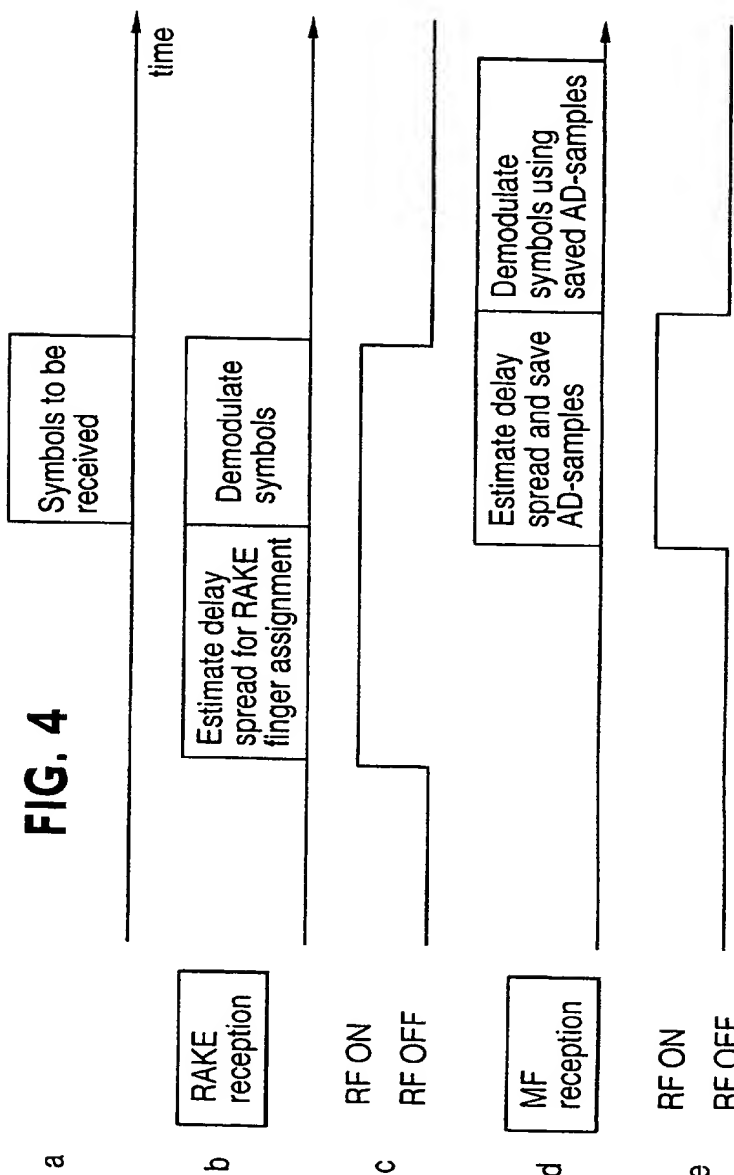 FIG. 4
a
Symbols to be
received
time
b
RAKE
reception
Estimate delay
spread for RAKE
finger assignment
Demodulate
symbols
c
RF ON
RF OFF
d
MF
reception
Estimate delay
spread and save
AD-samples
Demodulate
symbols using
saved AD-samples
e
RF ON
RF OFF